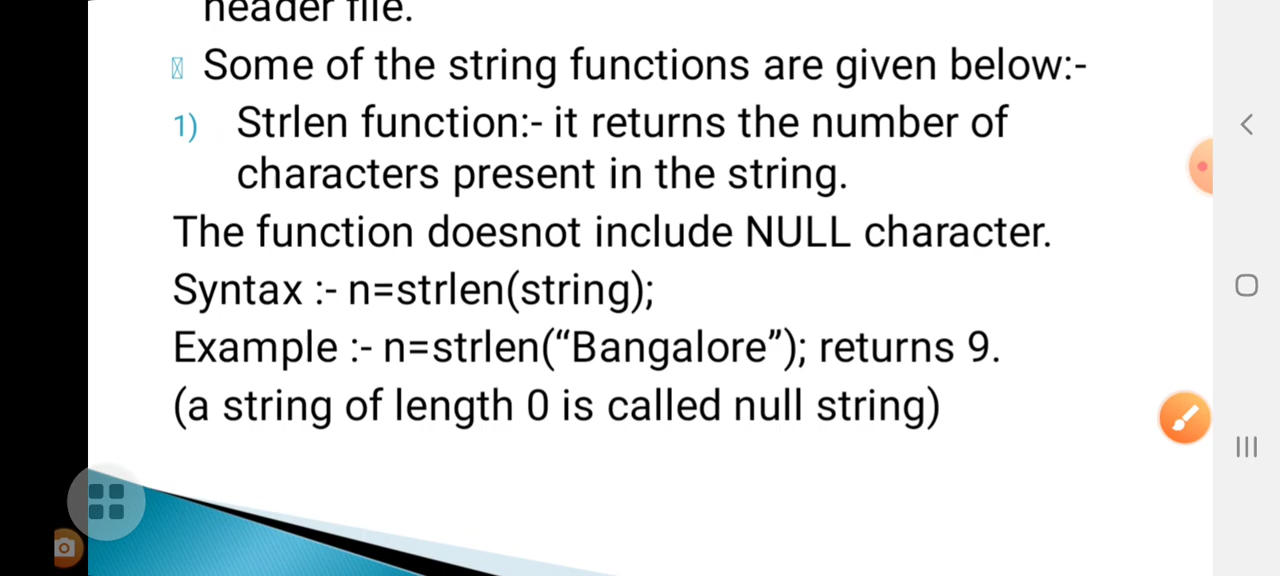 header file.
Some of the string functions are given below:-
1) Strlen function:- it returns the number of
characters present in the string.
The function doesnot include NULL character.
Syntax :- n=strlen(string);
Example :- n=strlen(“Bangalore”); returns 9.
(a string of length 0 is called null string)